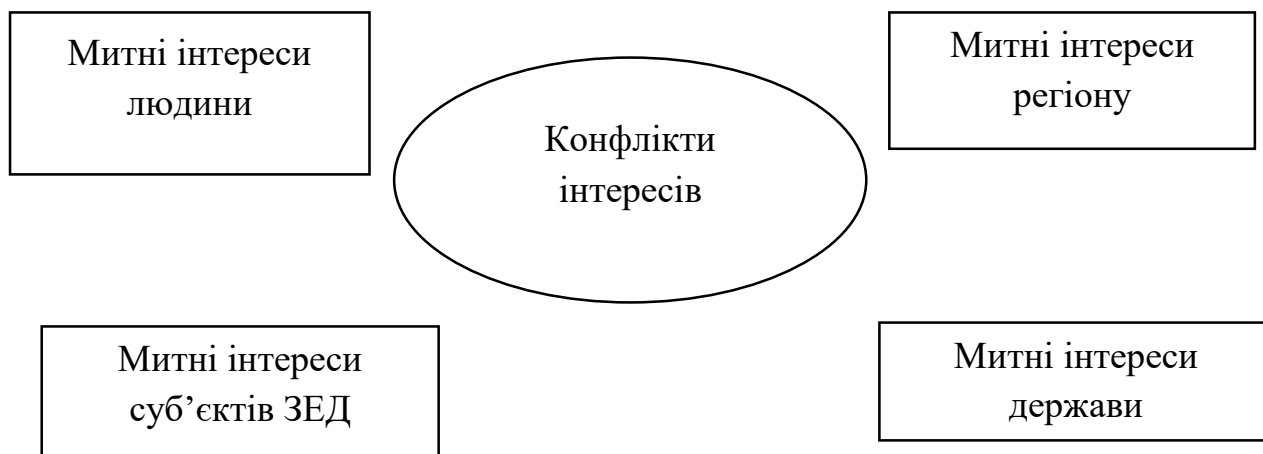 Митні інтереси
людини
Митні інтереси
регіону
Конфлікти
інтересів
Митні інтереси
суб’єктів ЗЕД
Митні інтереси
держави